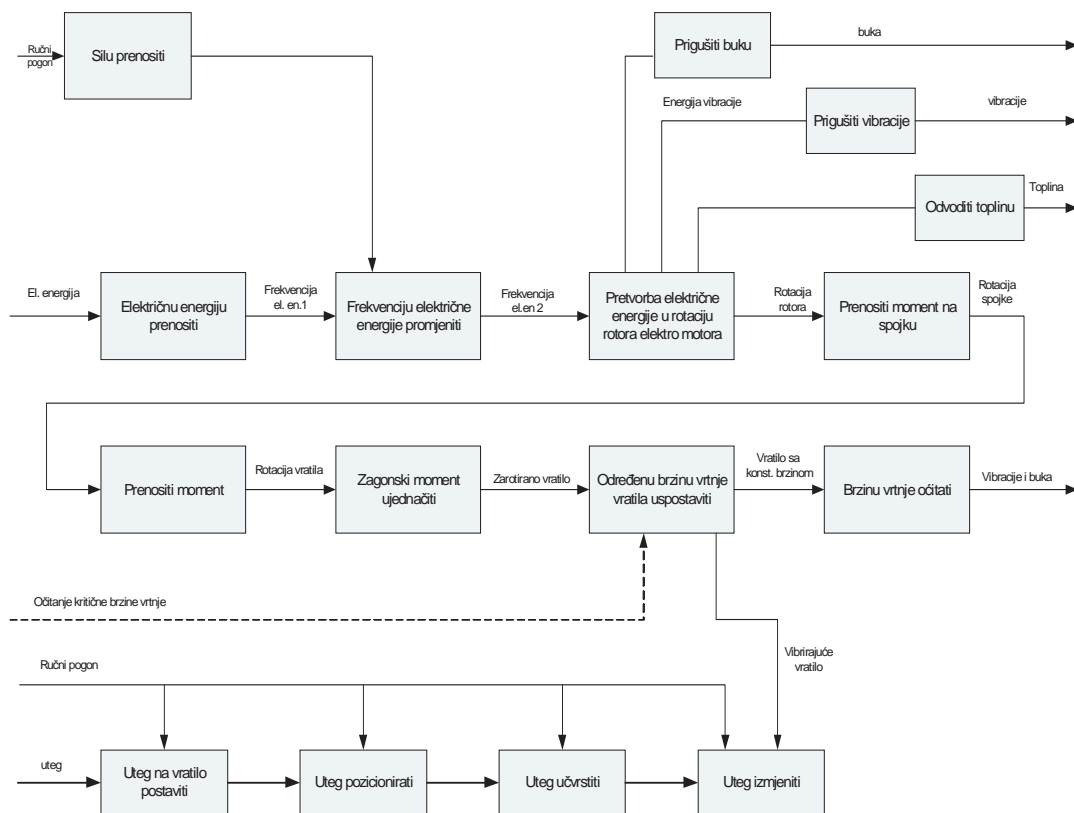 Ručni
pogon
Silu prenositi
Prigušiti buku
buka
Energija vibracije
Prigušiti vibracije
vibracije
Odvoditi toplinu
Toplina
El. energija
Električnu energiju
prenositi
Frekvencija
el. en.1
Frekvenciju električne
energije promjeniti
Frekvencija
el.en 2
Pretvorba električne
energije u rotaciju
rotora elektro motora
Rotacija
rotora
Prenositi moment na
spojku
Rotacija
spojke
Prenositi moment
Rotacija vratila
Zagonski moment
ujednačiti
Zarotirano vratilo
Određenu brzinu vrtnje
vratila uspostaviti
Vratilo sa
konst. brzinom
Brzinu vrtnje očitati
Vibracije i buka
Očitanje kritične brzine vrtnje
Vibrirajuće
vratilo
Ručni pogon
uteg
Uteg na vratilo
postaviti
Uteg pozicionirati
Uteg učvrstiti
Uteg izmjeniti